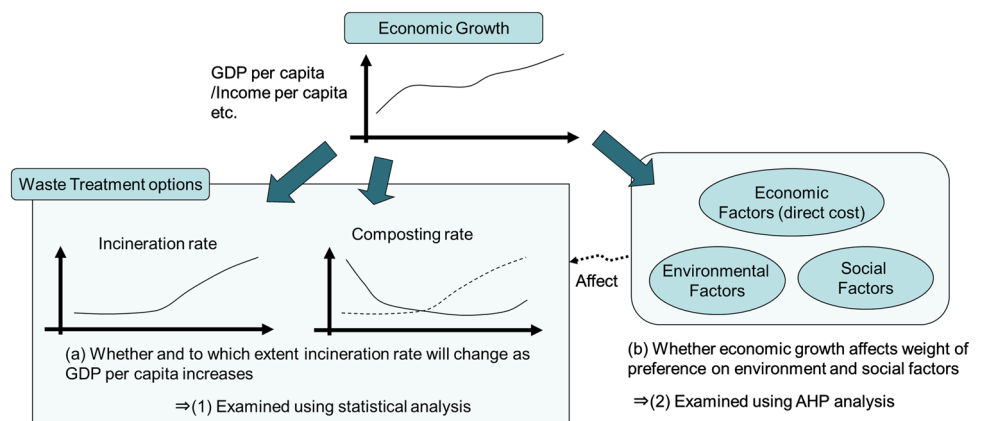 Economic Growth
GDP per capita
/Income per capita
etc.
Waste Treatment options
Incineration rate
Composting rate
Affect
Economic
Factors (direct cost)
Environmental
Factors
Social
Factors
(a) Whether and to which extent incineration rate will change as
GDP per capita increases
⇒(1) Examined using statistical analysis
(b) Whether economic growth affects weight of
preference on environment and social factors
⇒(2) Examined using AHP analysis